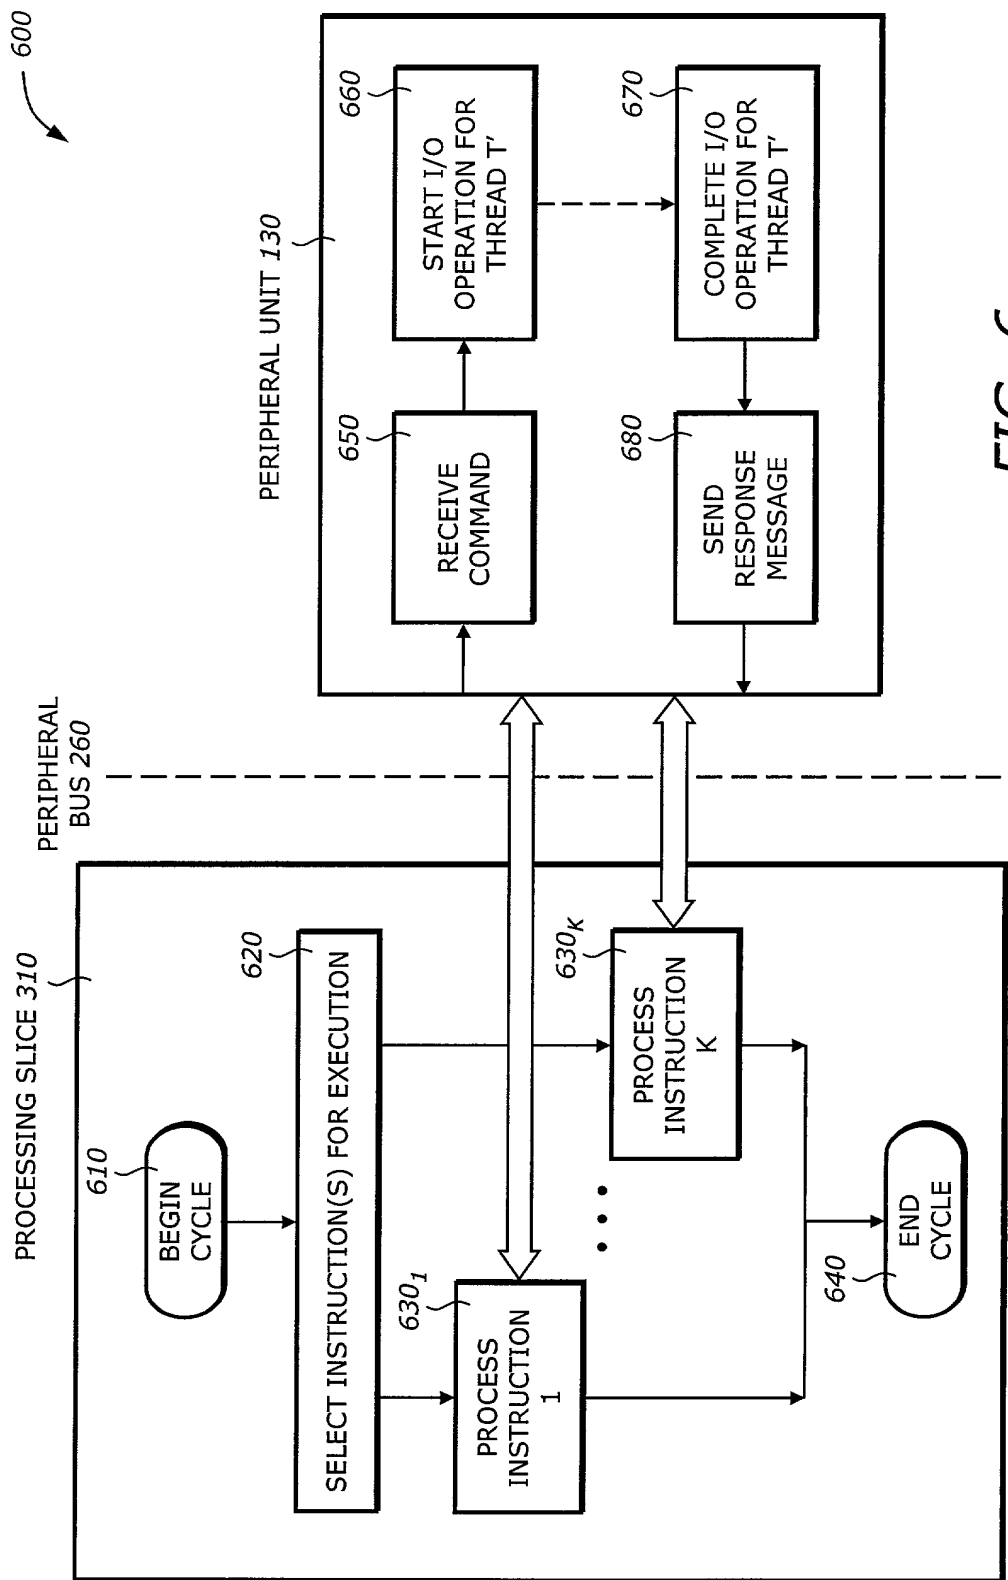 600
PROCESSING SLICE 310
610
BEGIN
CYCLE
620
SELECT INSTRUCTION(S) FOR EXECUTION
630₁
PROCESS
INSTRUCTION
1
630K
PROCESS
INSTRUCTION
K
640
END
CYCLE
PERIPHERAL
BUS 260
PERIPHERAL UNIT 130
650
RECEIVE
COMMAND
660
START I/O
OPERATION FOR
THREAD T'
670
COMPLETE I/O
OPERATION FOR
THREAD T'
680
SEND
RESPONSE
MESSAGE